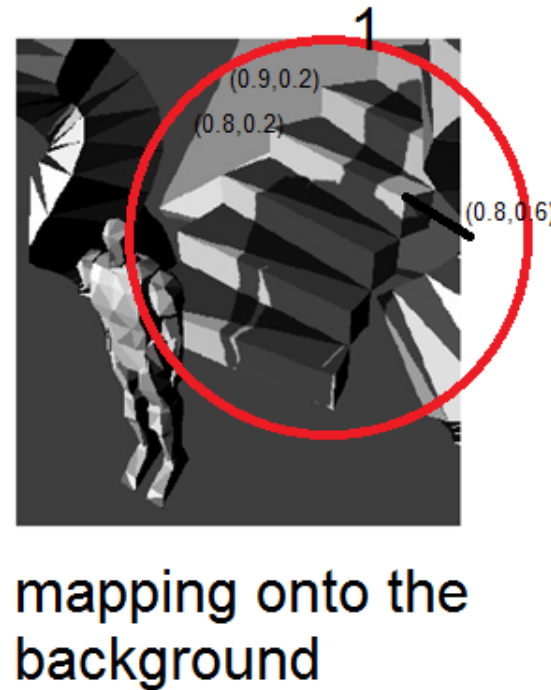 1
(0.9,0.2)
(0.8,0.2)
(0.8,0.6)
mapping onto the
background